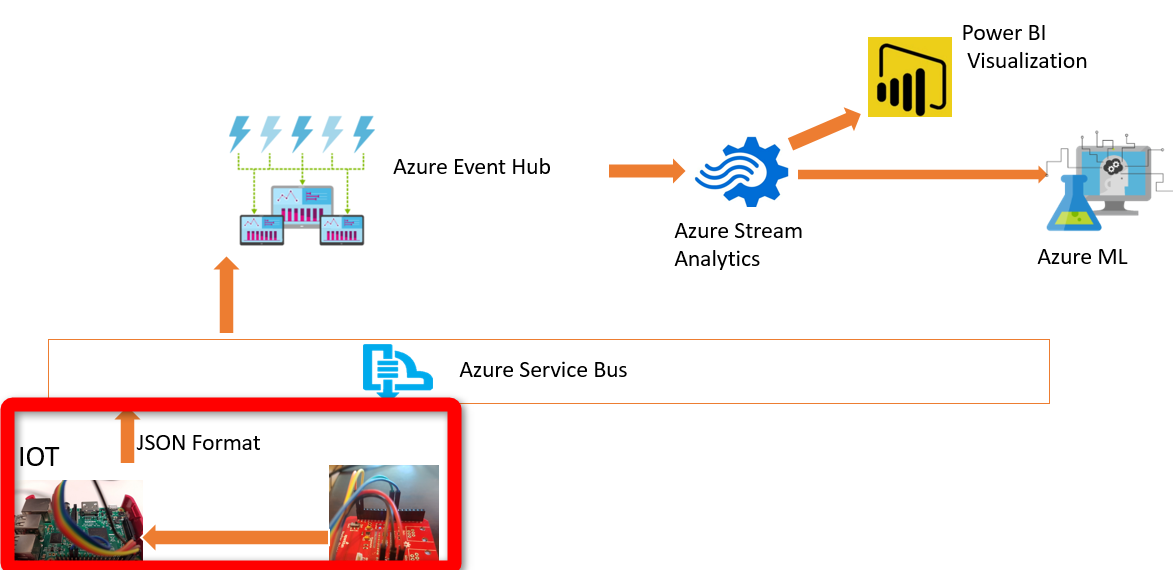 Power BI
Visualization
Azure Event Hub
Azure Stream
Analytics
Azure ML
Azure Service Bus
JSON Format
IOT